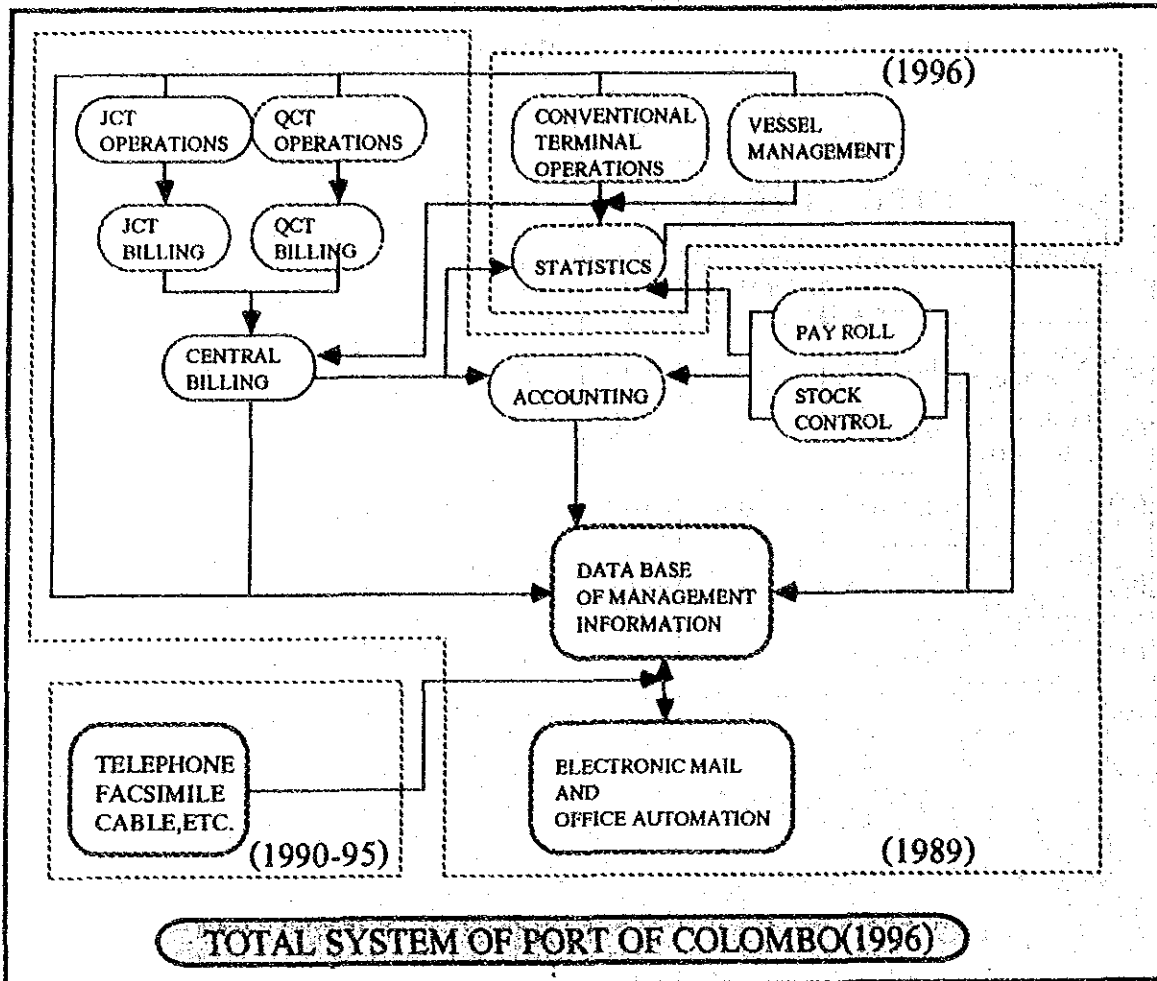 (1996)
JCT
OPERATIONS
QCT
OPERATIONS
CONVENTIONAL
TERMINAL
OPERATIONS
VESSEL
MANAGEMENT
JCT
BILLING
QCT
BILLING
STATISTICS
PAY ROLL
CENTRAL
BILLING
ACCOUNTING
STOCK
CONTROL
DATA BASE
OF MANAGEMENT
INFORMATION
TELEPHONE
FACSIMILE
CABLE,ETC.
(1990-95)
ELECTRONIC MAIL
AND
OFFICE AUTOMATION
(1989)
TOTAL SYSTEM OF PORT OF COLOMBO(1996)